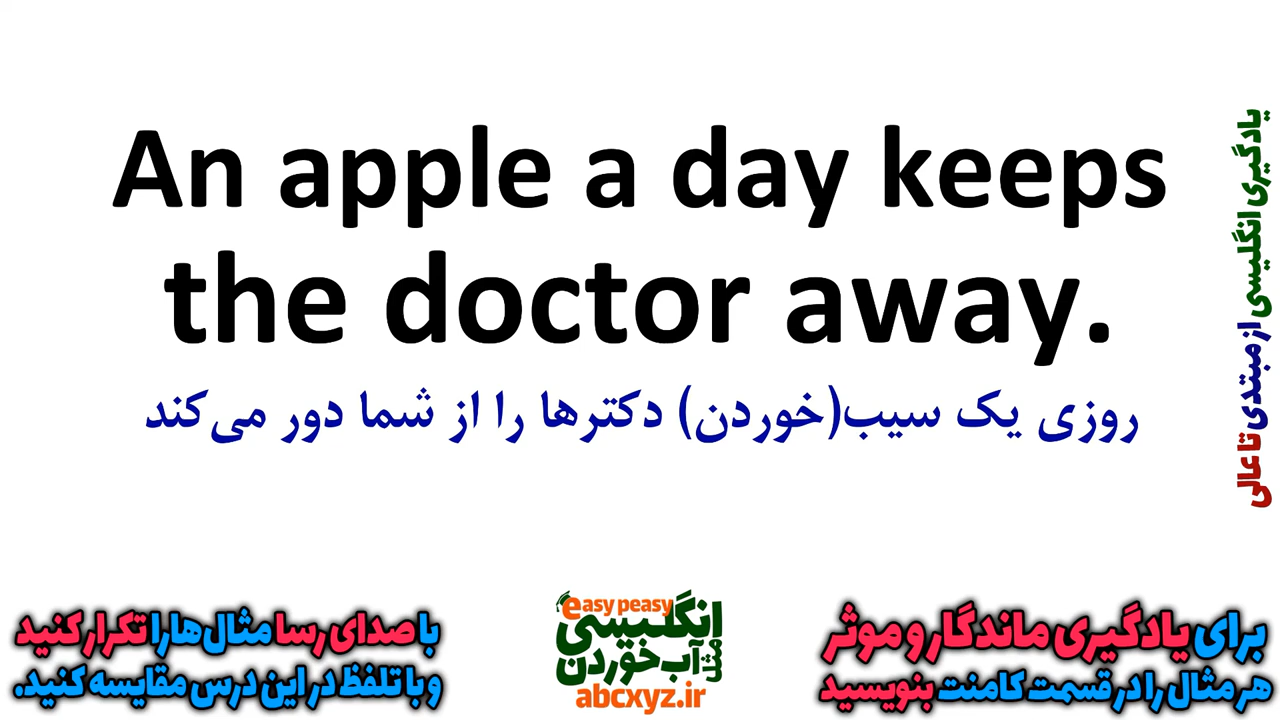 An apple a day keeps
the doctor away.
روزی یک سیب(خوردن) دکترها را از شما دور می‌کند
یادگیری انگلیسی از مبتدی تا عالی
برای یادگیری ماندگار و موثر
هر مثال را در قسمت کامنت بنویسید
easy peasy
انگلیسی
مثل آب خوردن
abcxyz.ir
با صدای رسا مثال‌ها را تکرار کنید
و با تلفظ در این درس مقایسه کنید.